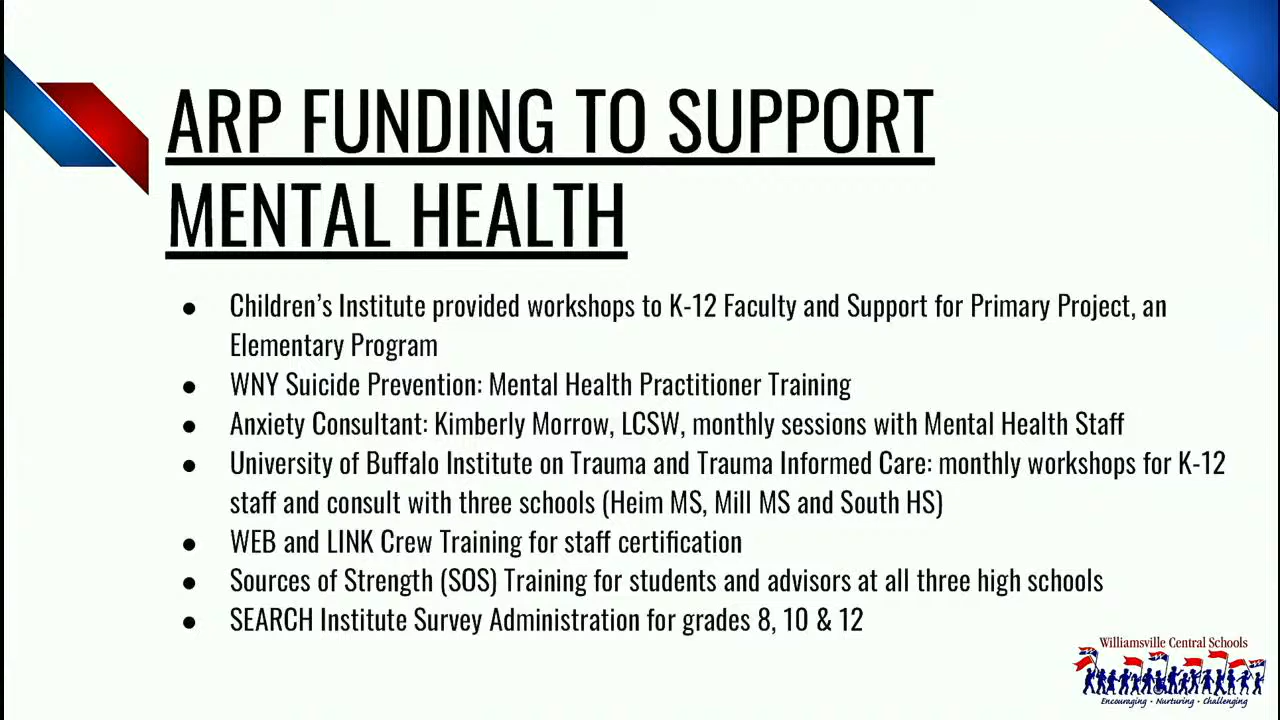 ARP FUNDING TO SUPPORT
MENTAL HEALTH
● Children's Institute provided workshops to K-12 Faculty and Support for Primary Project, an
Elementary Program
● WNY Suicide Prevention: Mental Health Practitioner Training
● Anxiety Consultant: Kimberly Morrow, LCSW, monthly sessions with Mental Health Staff
● University of Buffalo Institute on Trauma and Trauma Informed Care: monthly workshops for K-12
staff and consult with three schools (Heim MS, Mill MS and South HS)
● WEB and LINK Crew Training for staff certification
● Sources of Strength (SOS) Training for students and advisors at all three high schools
● SEARCH Institute Survey Administration for grades 8, 10 & 12
Williamsville Central Schools
Encouraging • Nurturing • Challenging